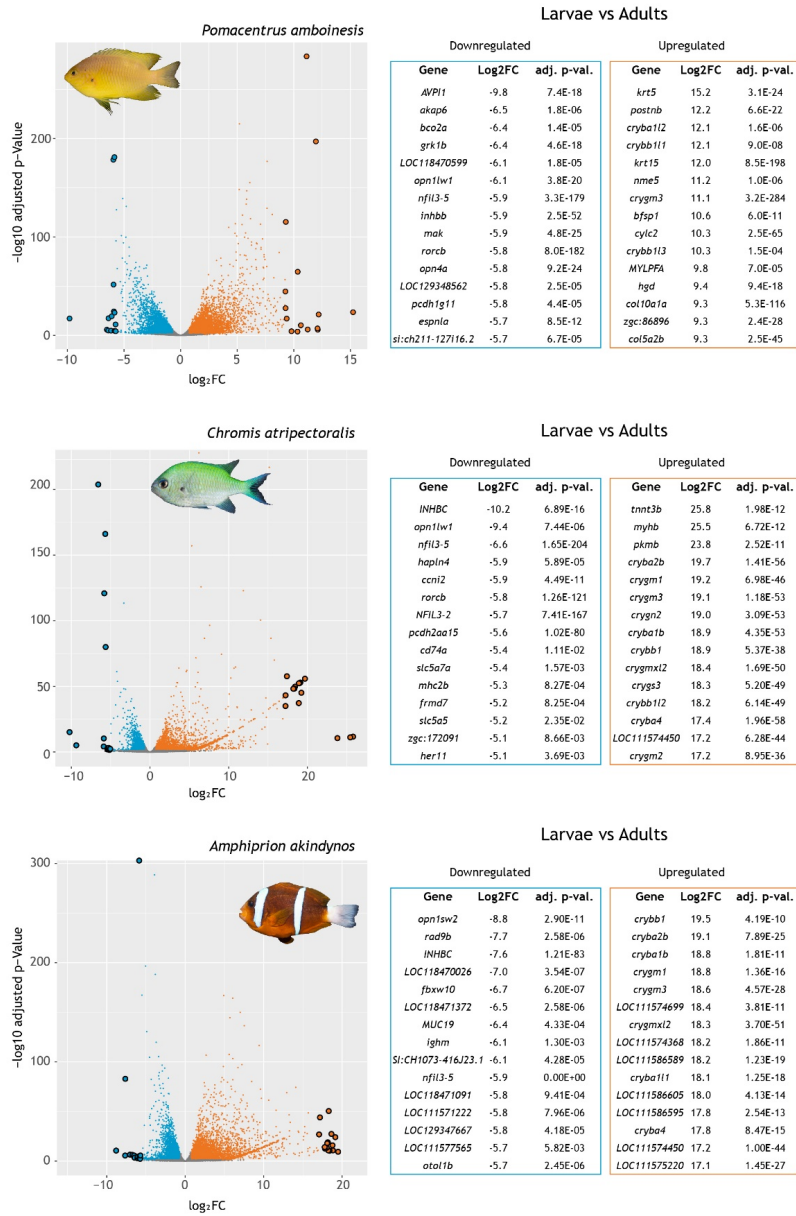 Pomacentrus amboinesis
−log10 adjusted p-Value
200
100
0
−10 −5 0 5 10 15
log₂FC
Larvae vs Adults
Downregulated Upregulated
Gene Log2FC adj. p-val. Gene Log2FC adj. p-val.
AVPI1 -9.8 7.4E-18 krt5 15.2 3.1E-24
akap6 -6.5 1.8E-06 postnb 12.2 6.6E-22
bco2a -6.4 1.4E-05 cryba1l2 12.1 1.6E-06
grk1b -6.4 4.6E-18 crybb1l1 12.1 9.0E-08
LOC118470599 -6.1 1.8E-05 krt15 12.0 8.5E-198
opn1lw1 -6.1 3.8E-20 nme5 11.2 1.0E-06
nfil3-5 -5.9 3.3E-179 crygm3 11.1 3.2E-284
inhbb -5.9 2.5E-52 bfsp1 10.6 6.0E-11
mak -5.9 4.8E-25 cylc2 10.3 2.5E-65
rorcb -5.8 8.0E-182 crybb1l3 10.3 1.5E-04
opn4a -5.8 9.2E-24 MYLPFA 9.8 7.0E-05
LOC129348562 -5.8 2.5E-05 hgd 9.4 9.4E-18
pcdh1g11 -5.8 4.4E-05 col10a1a 9.3 5.3E-116
espnla -5.7 8.5E-12 zgc:86896 9.3 2.4E-28
si:ch211-127i16.2 -5.7 6.7E-05 col5a2b 9.3 2.5E-45
Chromis atripectoralis
200
150
100
50
0
−10 0 10 20
log₂FC
Larvae vs Adults
Downregulated Upregulated
Gene Log2FC adj. p-val. Gene Log2FC adj. p-val.
INHBC -10.2 6.89E-16 tnnt3b 25.8 1.98E-12
opn1lw1 -9.4 7.44E-06 myhb 25.5 6.72E-12
nfil3-5 -6.6 1.65E-204 pkmb 23.8 2.52E-11
hapln4 -5.9 5.89E-05 cryba2b 19.7 1.41E-56
ccni2 -5.9 4.49E-11 crygm1 19.2 6.98E-46
rorcb -5.8 1.26E-121 crygm3 19.1 1.18E-53
NFIL3-2 -5.7 7.41E-167 crygn2 19.0 3.09E-53
pcdh2aa15 -5.6 1.02E-80 cryba1b 18.9 4.35E-53
cd74a -5.4 1.11E-02 crybb1 18.9 5.37E-38
slc5a7a -5.4 1.57E-03 crygmxl2 18.4 1.69E-50
mhc2b -5.3 8.27E-04 crygs3 18.3 5.20E-49
frmd7 -5.2 8.25E-04 crybb1l2 18.2 6.14E-49
slc5a5 -5.2 2.35E-02 cryba4 17.4 1.96E-58
zgc:172091 -5.1 8.66E-03 LOC111574450 17.2 6.28E-44
her11 -5.1 3.69E-03 crygm2 17.2 8.95E-36
Amphiprion akindynos
−log10 adjusted p-Value
300
200
100
0
−10 0 10 20
log₂FC
Larvae vs Adults
Downregulated Upregulated
Gene Log2FC adj. p-val. Gene Log2FC adj. p-val.
opn1sw2 -8.8 2.90E-11 crybb1 19.5 4.19E-10
rad9b -7.7 2.58E-06 cryba2b 19.1 7.89E-25
INHBC -7.6 1.21E-83 cryba1b 18.8 1.81E-11
LOC118470026 -7.0 3.54E-07 crygm1 18.8 1.36E-16
fbxw10 -6.7 6.20E-07 crygm3 18.6 4.57E-28
LOC118471372 -6.5 2.58E-06 LOC111574699 18.4 3.81E-11
MUC19 -6.4 4.33E-04 crygmxl2 18.3 3.70E-51
ighm -6.1 1.30E-03 LOC111574368 18.2 1.86E-11
SI:CH1073-416J23.1 -6.1 4.28E-05 LOC111586589 18.2 1.23E-19
nfil3-5 -5.9 0.00E+00 cryba1l1 18.1 1.25E-18
LOC118471091 -5.8 9.41E-04 LOC111586605 18.0 4.13E-14
LOC111571222 -5.8 7.96E-06 LOC111586595 17.8 2.54E-13
LOC129347667 -5.8 4.18E-05 cryba4 17.8 8.47E-15
LOC111577565 -5.7 5.82E-03 LOC111574450 17.2 1.00E-44
otol1b -5.7 2.45E-06 LOC111575220 17.1 1.45E-27